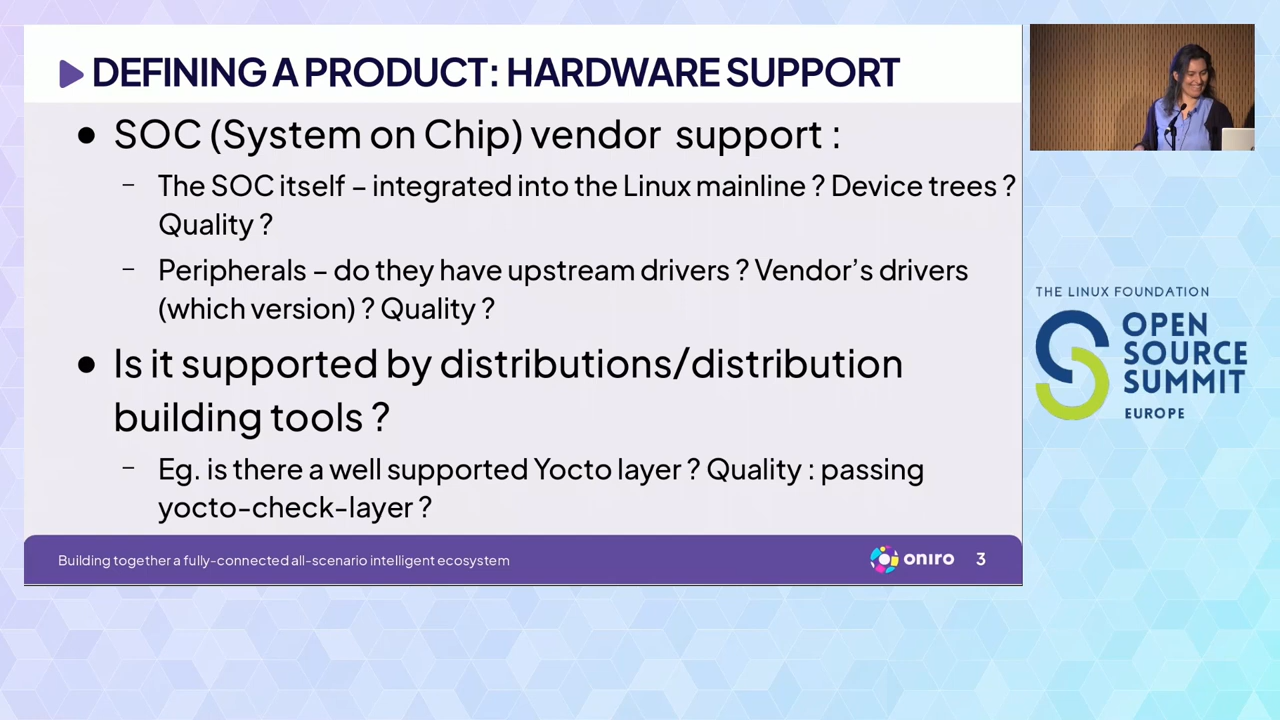 DEFINING A PRODUCT: HARDWARE SUPPORT
SOC (System on Chip) vendor support :
– The SOC itself – integrated into the Linux mainline ? Device trees ?
Quality ?
– Peripherals – do they have upstream drivers ? Vendor’s drivers
(which version) ? Quality ?
Is it supported by distributions/distribution
building tools ?
– Eg. is there a well supported Yocto layer ? Quality : passing
yocto-check-layer ?
Building together a fully-connected all-scenario intelligent ecosystem
oniro
3
THE LINUX FOUNDATION
OPEN
SOURCE
SUMMIT
EUROPE